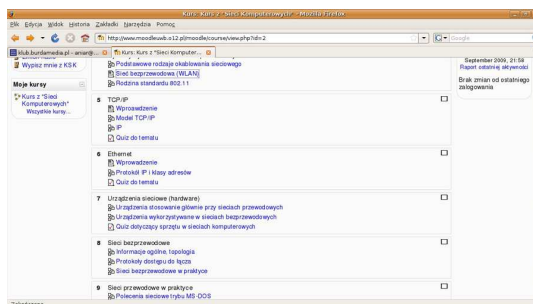 Kurs: Kurs z "Sieci Komputerowych" - Mozilla Firefox
Plik Edycja Widok Historia Zakładki Narzędzia Pomoc
http://www.moodleuwb.o12.pl/moodle/course/view.php?id=2
Google
klub.burdamedia.pl - amar@...
Kurs: Kurs z "Sieci Komputer...
Wypisz mnie z KSK
Moje kursy
Kurs z "Sieci Komputerowych"
Wszystkie kursy...
Podstawowe rodzaje okablowania sieciowego
Sieć bezprzewodowa (WLAN)
Rodzina standardu 802.11
5 TCP/IP
Wprowadzenie
Model TCP/IP
IP
Quiz do tematu
6 Ethernet
Wprowadzenie
Protokół IP i klasy adresów
Quiz do tematu
7 Urządzenia sieciowe (hardware)
Urządzenia stosowanie głównie przy sieciach przewodowych
Urządzenia wykorzystywane w sieciach bezprzewodowych
Quiz dotyczący sprzętu w sieciach komputerowych
8 Sieci bezprzewodowe
Informacje ogólne, topologia
Protokoły dostępu do łącza
Sieci bezprzewodowe w praktyce
9 Sieci przewodowe w praktyce
Polecenia sieciowe trybu MS-DOS
September 2009, 21:58
Raport ostatniej aktywności
Brak zmian od ostatniego
zalogowania